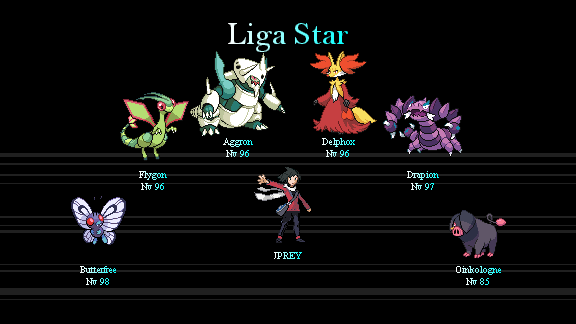 Liga Star
Aggron
Nv 96
Delphox
Nv 96
Flygon
Nv 96
Drapion
Nv 97
JPREY
Butterfree
Nv 98
Oinkologne
Nv 85